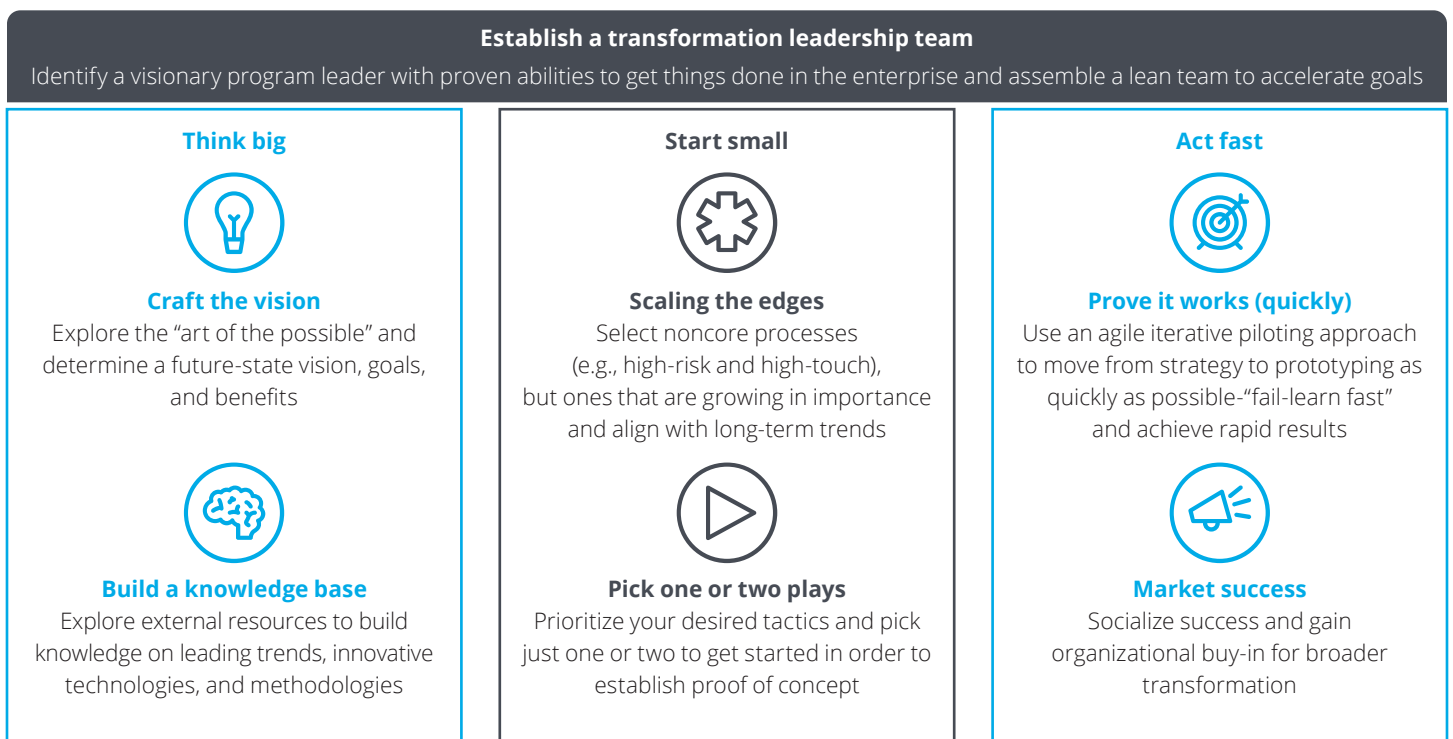 Establish a transformation leadership team
Identify a visionary program leader with proven abilities to get things done in the enterprise and assemble a lean team to accelerate goals
Think big
Craft the vision
Explore the “art of the possible” and
determine a future-state vision, goals,
and benefits
Build a knowledge base
Explore external resources to build
knowledge on leading trends, innovative
technologies, and methodologies
Start small
Scaling the edges
Select noncore processes
(e.g., high-risk and high-touch),
but ones that are growing in importance
and align with long-term trends
Pick one or two plays
Prioritize your desired tactics and pick
just one or two to get started in order to
establish proof of concept
Act fast
Prove it works (quickly)
Use an agile iterative piloting approach
to move from strategy to prototyping as
quickly as possible-“fail-learn fast”
and achieve rapid results
Market success
Socialize success and gain
organizational buy-in for broader
transformation